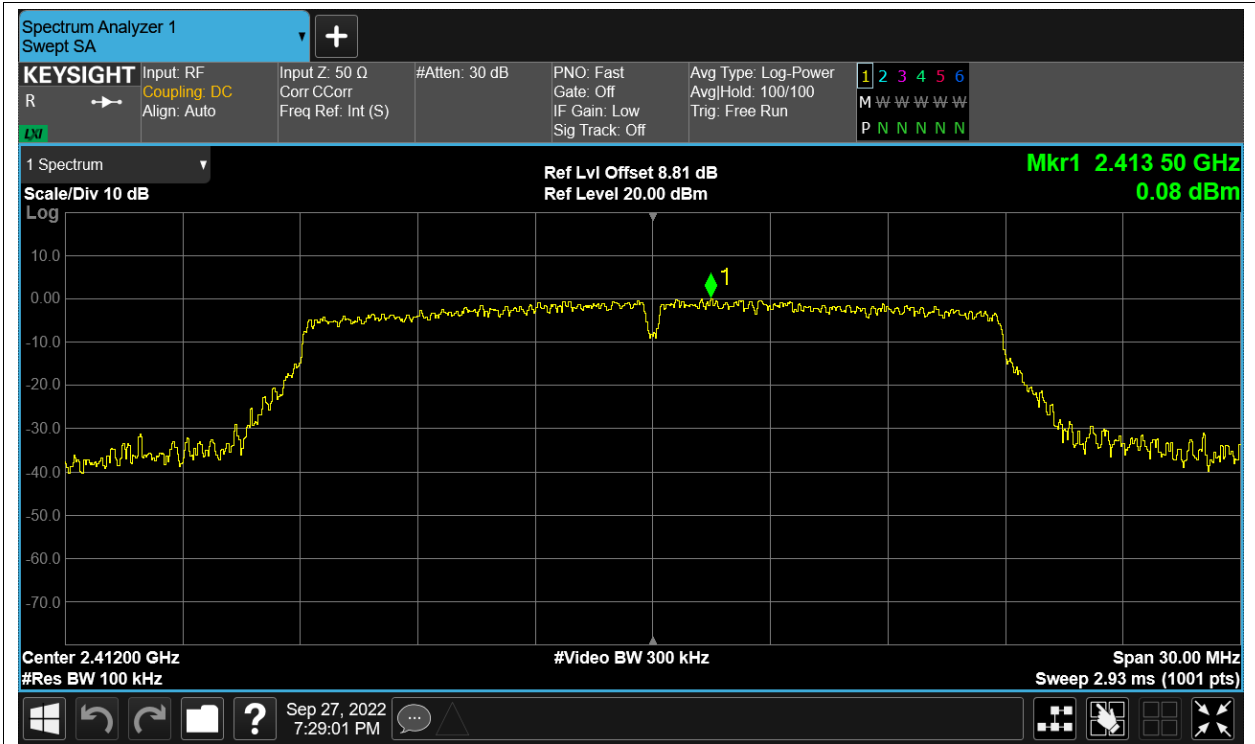 Spectrum Analyzer 1
Swept SA
+
KEYSIGHT
R
LXI
Input: RF
Coupling: DC
Align: Auto
Input Z: 50 Ω
Corr CCorr
Freq Ref: Int (S)
#Atten: 30 dB
PNO: Fast
Gate: Off
IF Gain: Low
Sig Track: Off
Avg Type: Log-Power
Avg|Hold: 100/100
Trig: Free Run
1 2 3 4 5 6
M W W W W W
P N N N N N
1 Spectrum
Scale/Div 10 dB
Log
Ref Lvl Offset 8.81 dB
Ref Level 20.00 dBm
Mkr1 2.413 50 GHz
0.08 dBm
10.0
0.00
-10.0
-20.0
-30.0
-40.0
-50.0
-60.0
-70.0
1
Center 2.41200 GHz
#Res BW 100 kHz
#Video BW 300 kHz
Span 30.00 MHz
Sweep 2.93 ms (1001 pts)
?
Sep 27, 2022
7:29:01 PM